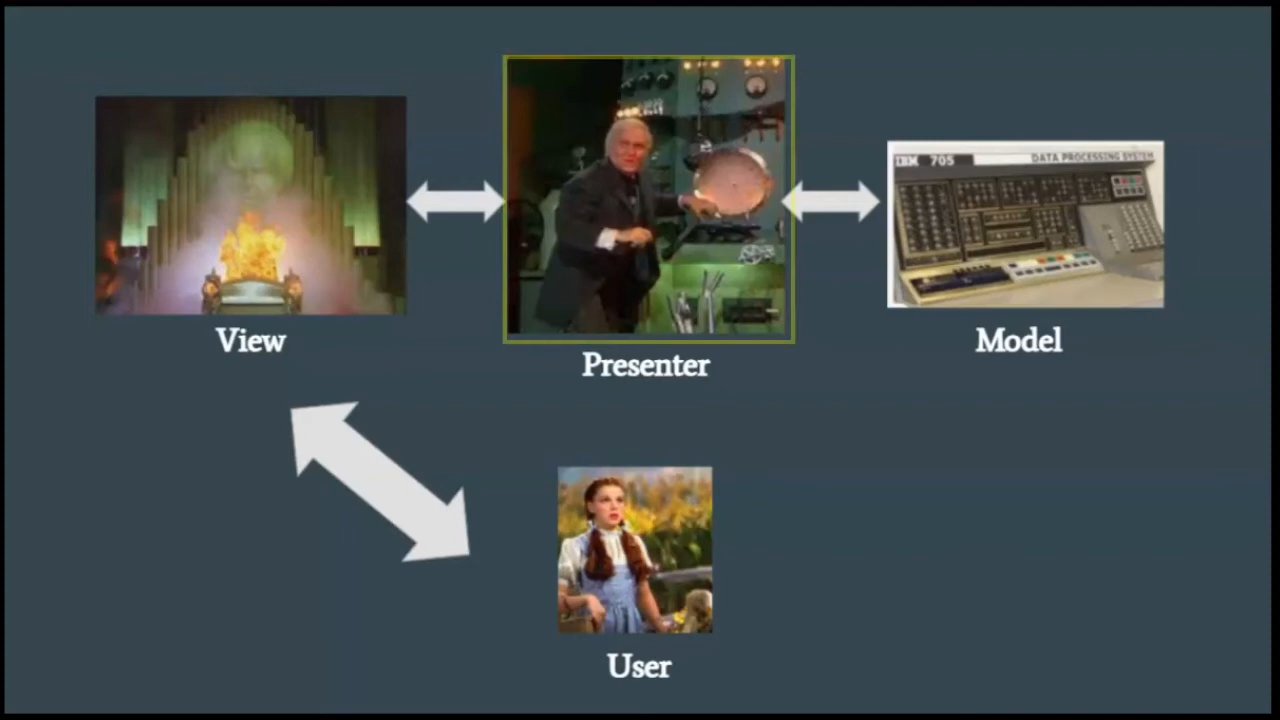 IBM 705 DATA PROCESSING SYSTEM
View
Presenter
Model
User